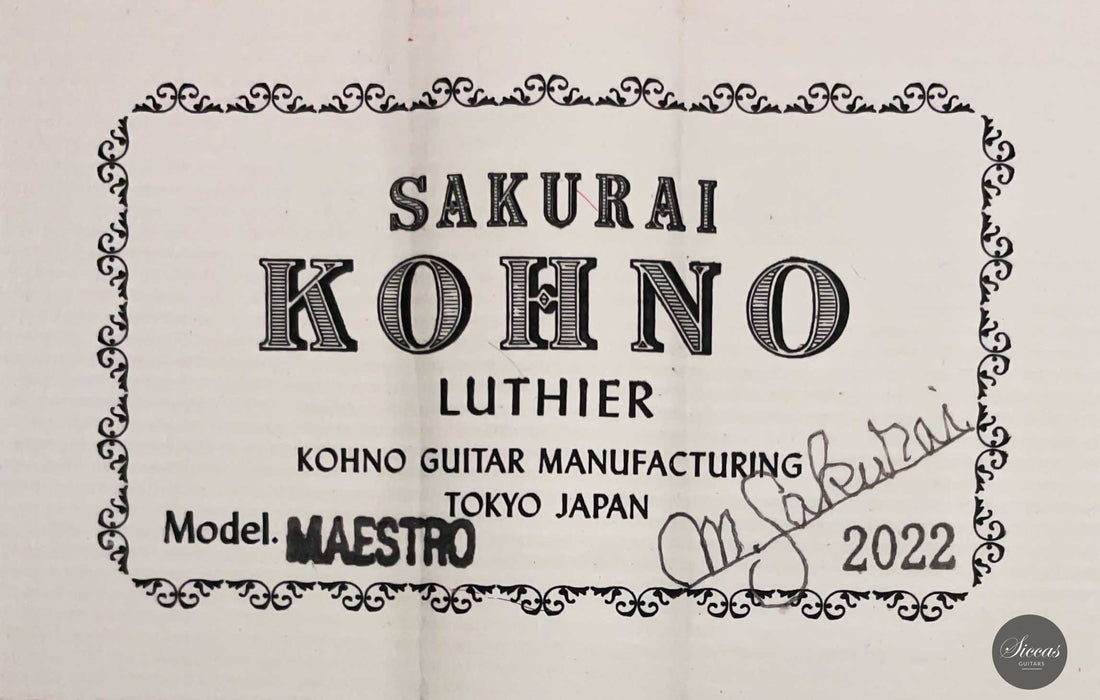 SAKURAI
KOHNO
LUTHIER
KOHNO GUITAR MANUFACTURING
TOKYO JAPAN
Model. MAESTRO
M. Sakurai
2022
Siccas
GUITARS